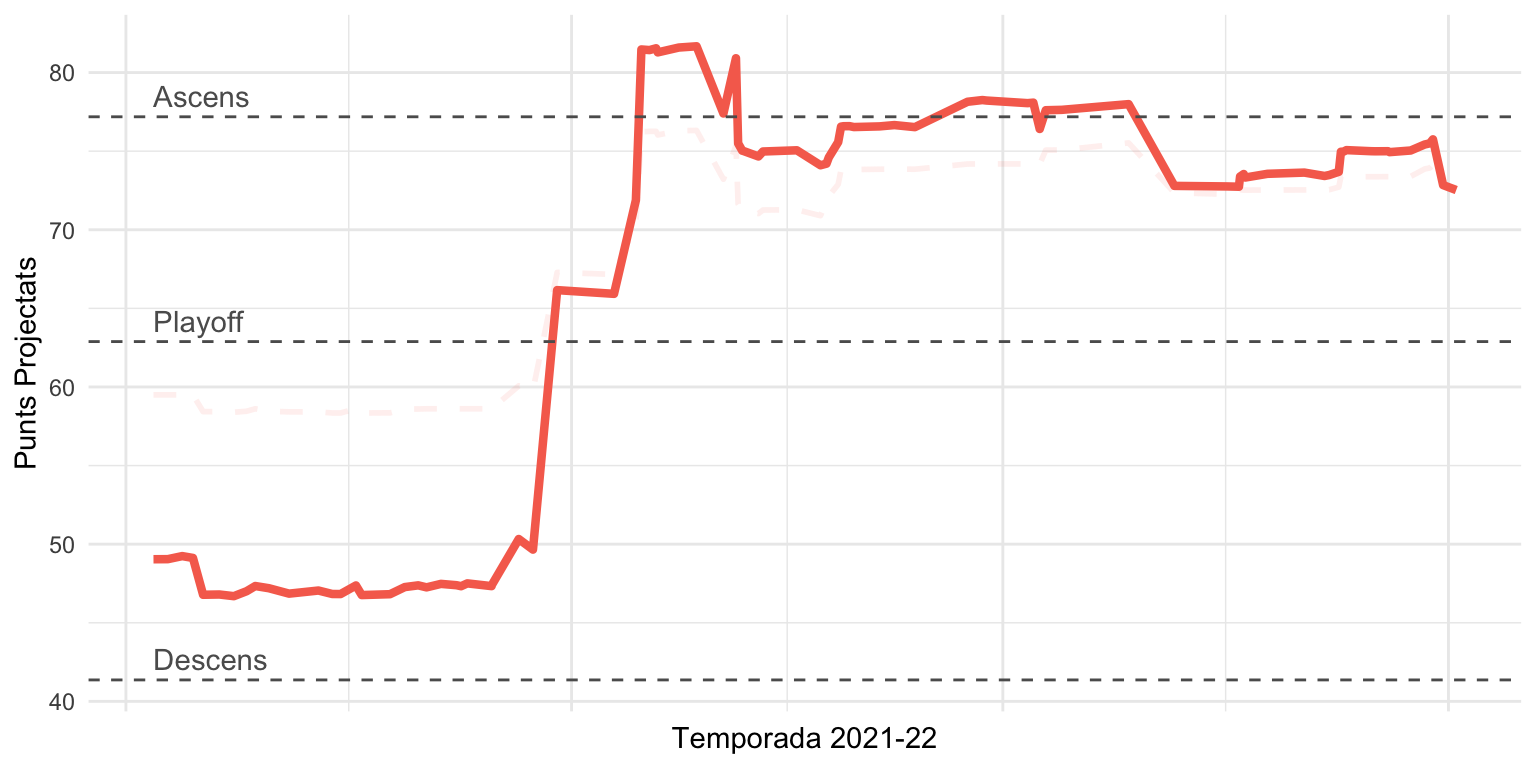 80
Ascens
70
Playoff
60
50
Descens
40
Punts Projectats
Temporada 2021-22